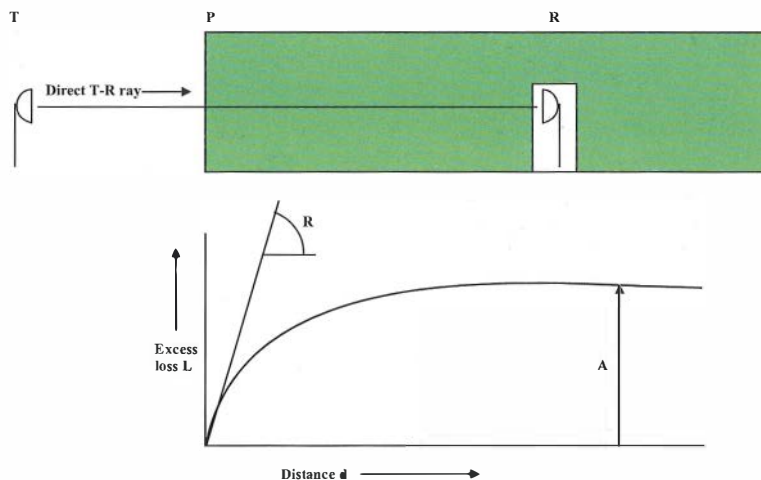 T P R
Direct T-R ray
R
Excess
loss L
A
Distance d